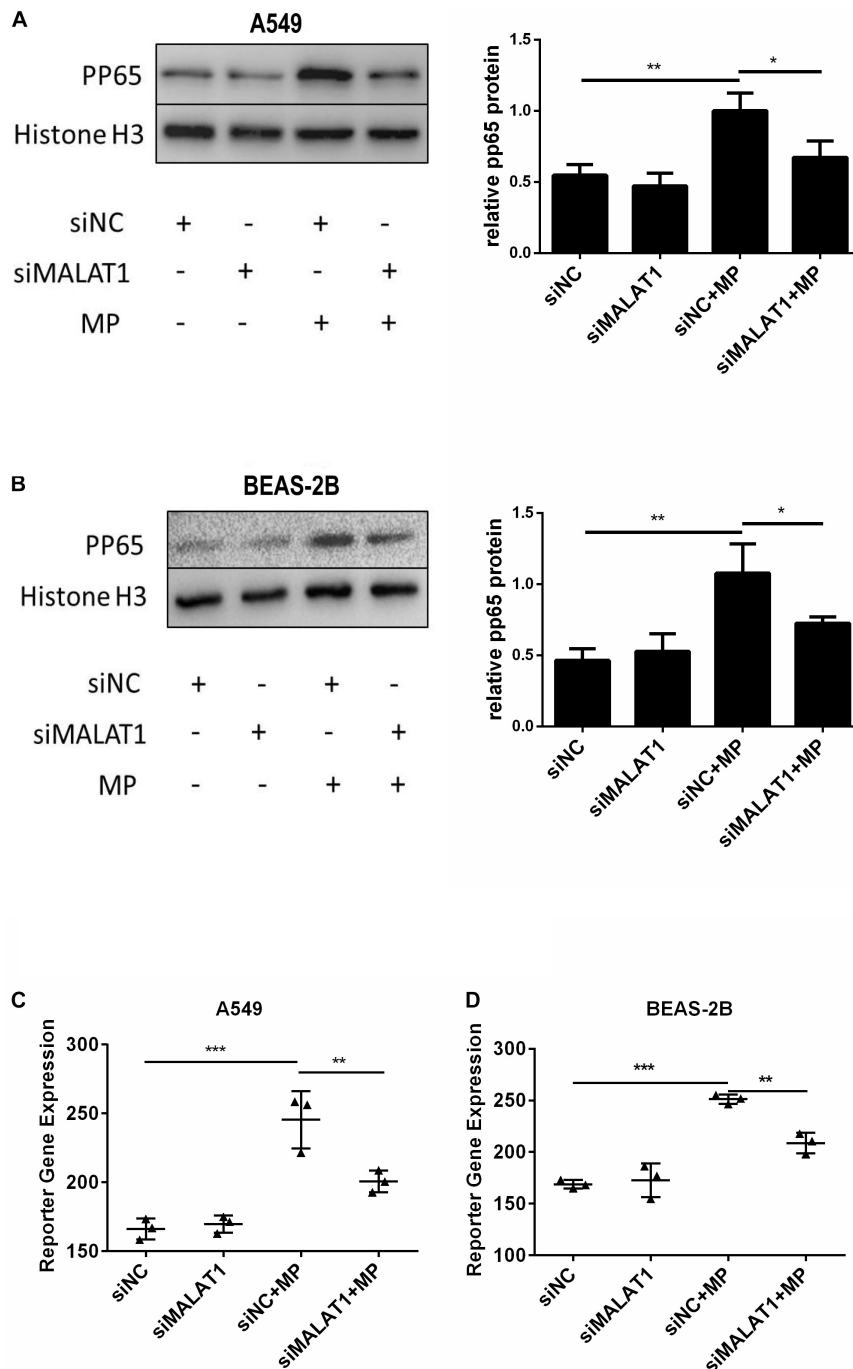 A
A549
PP65
Histone H3
siNC + - + -
siMALAT1 - + - +
MP - - + +
relative pp65 protein
1.5
1.0
0.5
0.0
**
*
siNC
siMALAT1
siNC+MP
siMALAT1+MP
B
BEAS-2B
PP65
Histone H3
siNC + - + -
siMALAT1 - + - +
MP - - + +
relative pp65 protein
1.5
1.0
0.5
0.0
**
*
siNC
siMALAT1
siNC+MP
siMALAT1+MP
C
A549
Reporter Gene Expression
300
250
200
150
***
**
siNC
siMALAT1
siNC+MP
siMALAT1+MP
D
BEAS-2B
Reporter Gene Expression
300
250
200
150
100
***
**
siNC
siMALAT1
siNC+MP
siMALAT1+MP